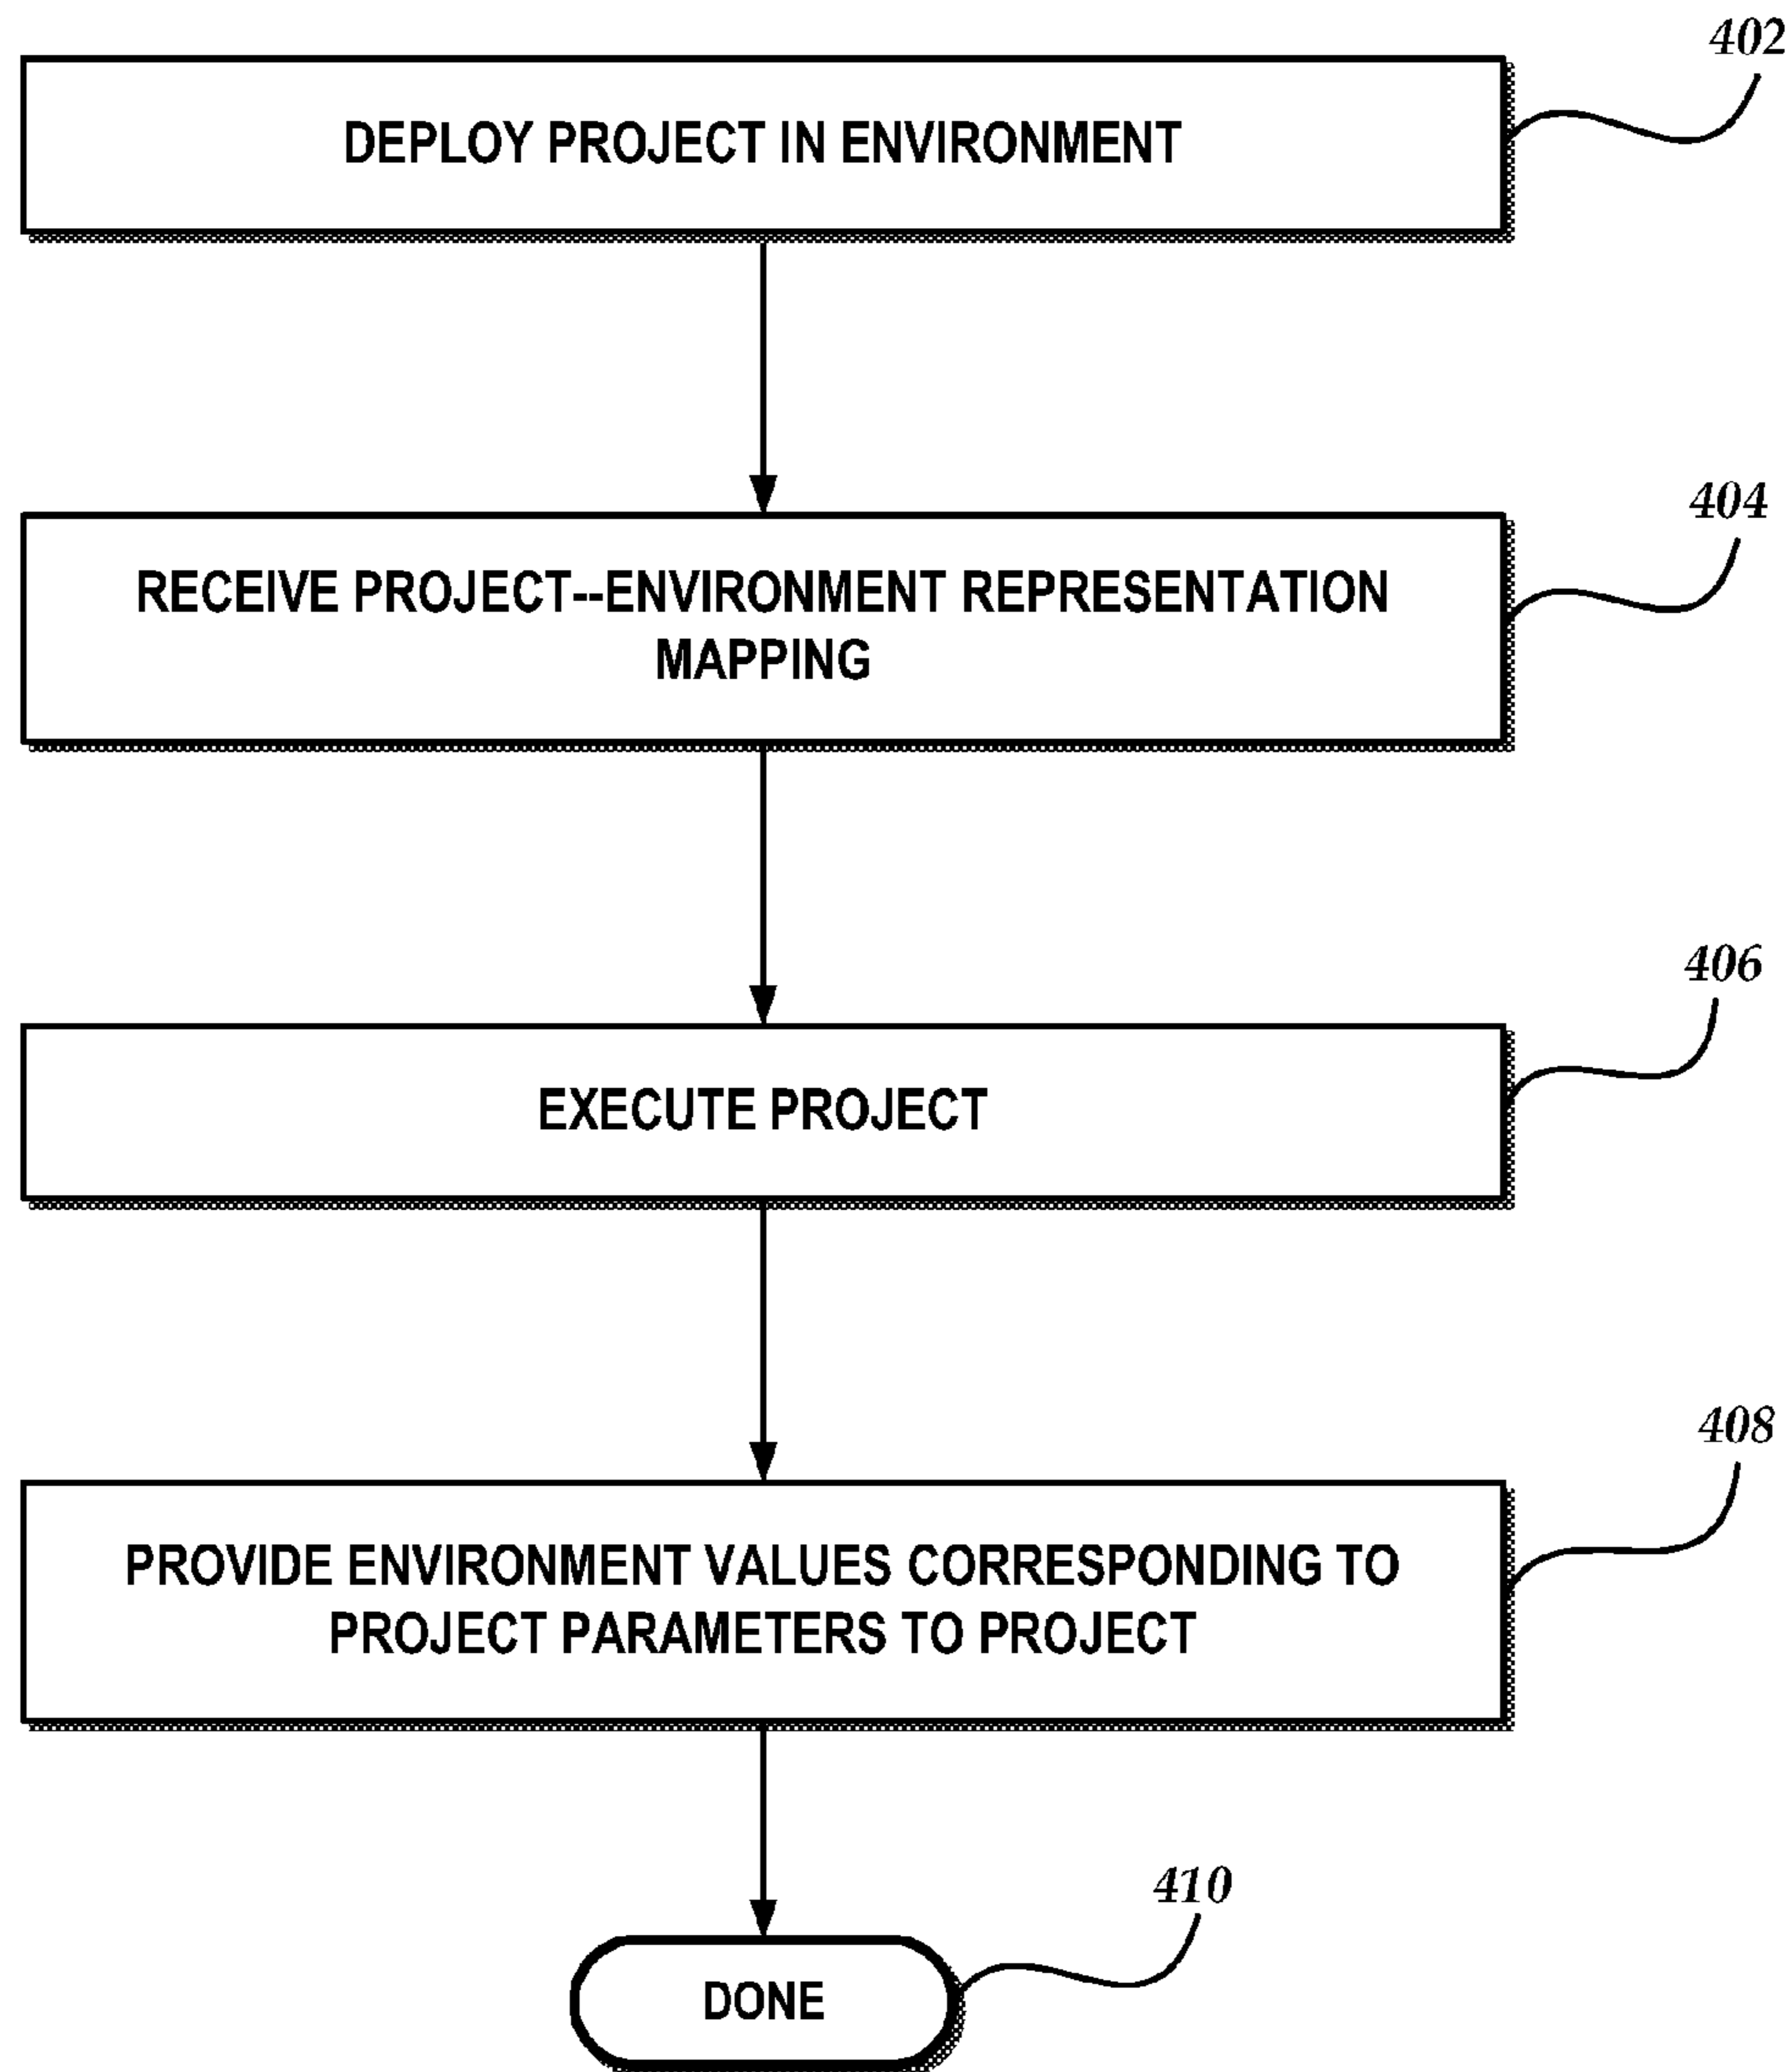 402
DEPLOY PROJECT IN ENVIRONMENT
404
RECEIVE PROJECT--ENVIRONMENT REPRESENTATION
MAPPING
406
EXECUTE PROJECT
408
PROVIDE ENVIRONMENT VALUES CORRESPONDING TO
PROJECT PARAMETERS TO PROJECT
410
DONE